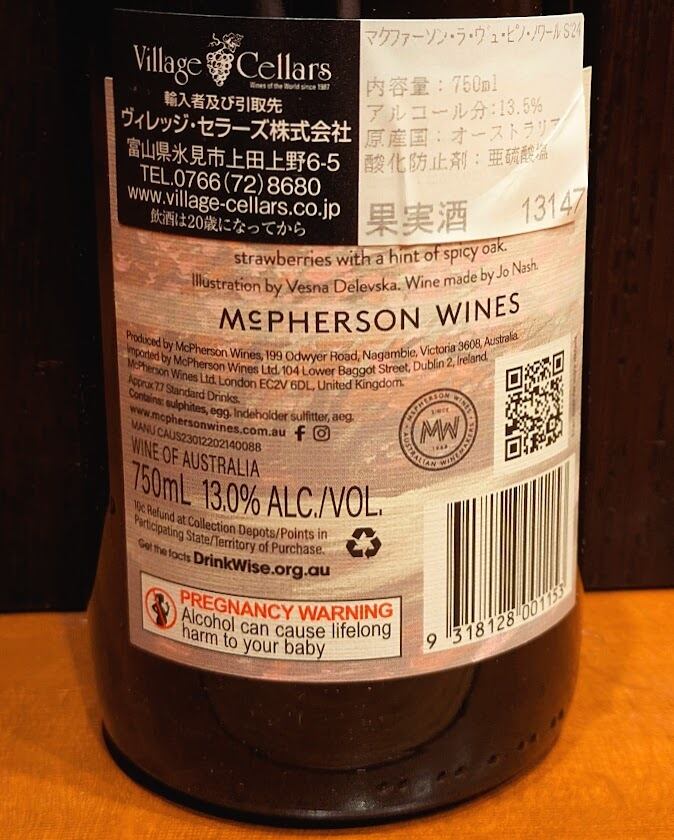 Village Cellars
Wines of the World since 1987
輸入者及び引取先
ヴィレッジ・セラーズ株式会社
富山県氷見市上田上野6-5
TEL.0766(72)8680
www.village-cellars.co.jp
飲酒は20歳になってから
マクファーソン・ラ・ヴュ・ピノ・ノワール S'24
内容量：750ml
アルコール分：13.5%
原産国：オーストラリア
酸化防止剤：亜硫酸塩
果実酒 13147
strawberries with a hint of spicy oak.
Illustration by Vesna Delevska. Wine made by Jo Nash.
McPHERSON WINES
Produced by McPherson Wines, 199 Odwyer Road, Nagambie, Victoria 3608, Australia.
Imported by McPherson Wines Ltd. 104 Lower Baggot Street, Dublin 2, Ireland.
McPherson Wines Ltd. London EC2V 6DL, United Kingdom.
Approx 7.7 Standard Drinks.
Contains: sulphites, egg. Indeholder sulfitter, aeg.
www.mcphersonwines.com.au
MANU CAUS23012202140088
McPHERSON WINES
SINCE
MW
1968
AUSTRALIAN WINEMAKERS
WINE OF AUSTRALIA
750mL 13.0% ALC./VOL.
10c Refund at Collection Depots/Points in
Participating State/Territory of Purchase.
Get the facts DrinkWise.org.au
PREGNANCY WARNING
Alcohol can cause lifelong
harm to your baby
9 318128 001153